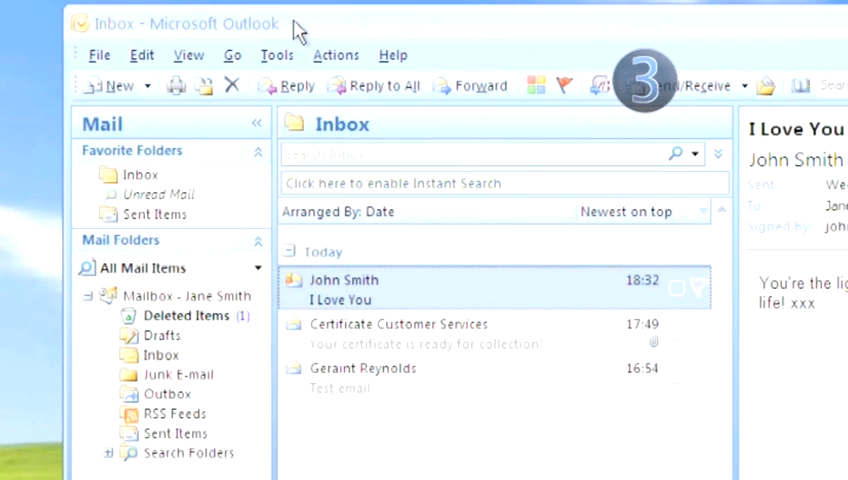 Inbox - Microsoft Outlook
File Edit View Go Tools Actions Help
New Reply Reply to All Forward Send/Receive
3
Mail
Favorite Folders
Inbox
Unread Mail
Sent Items
Mail Folders
All Mail Items
Mailbox - Jane Smith
Deleted Items (1)
Drafts
Inbox
Junk E-mail
Outbox
RSS Feeds
Sent Items
Search Folders
Inbox
Search Inbox
Click here to enable Instant Search
Arranged By: Date Newest on top
Today
John Smith 18:32
I Love You
Certificate Customer Services 17:49
Your certificate is ready for collection!
Geraint Reynolds 16:54
Test email
I Love You
John Smith
Sent: We
To: Jan
Signed By: joh
You're the li
life! xxx